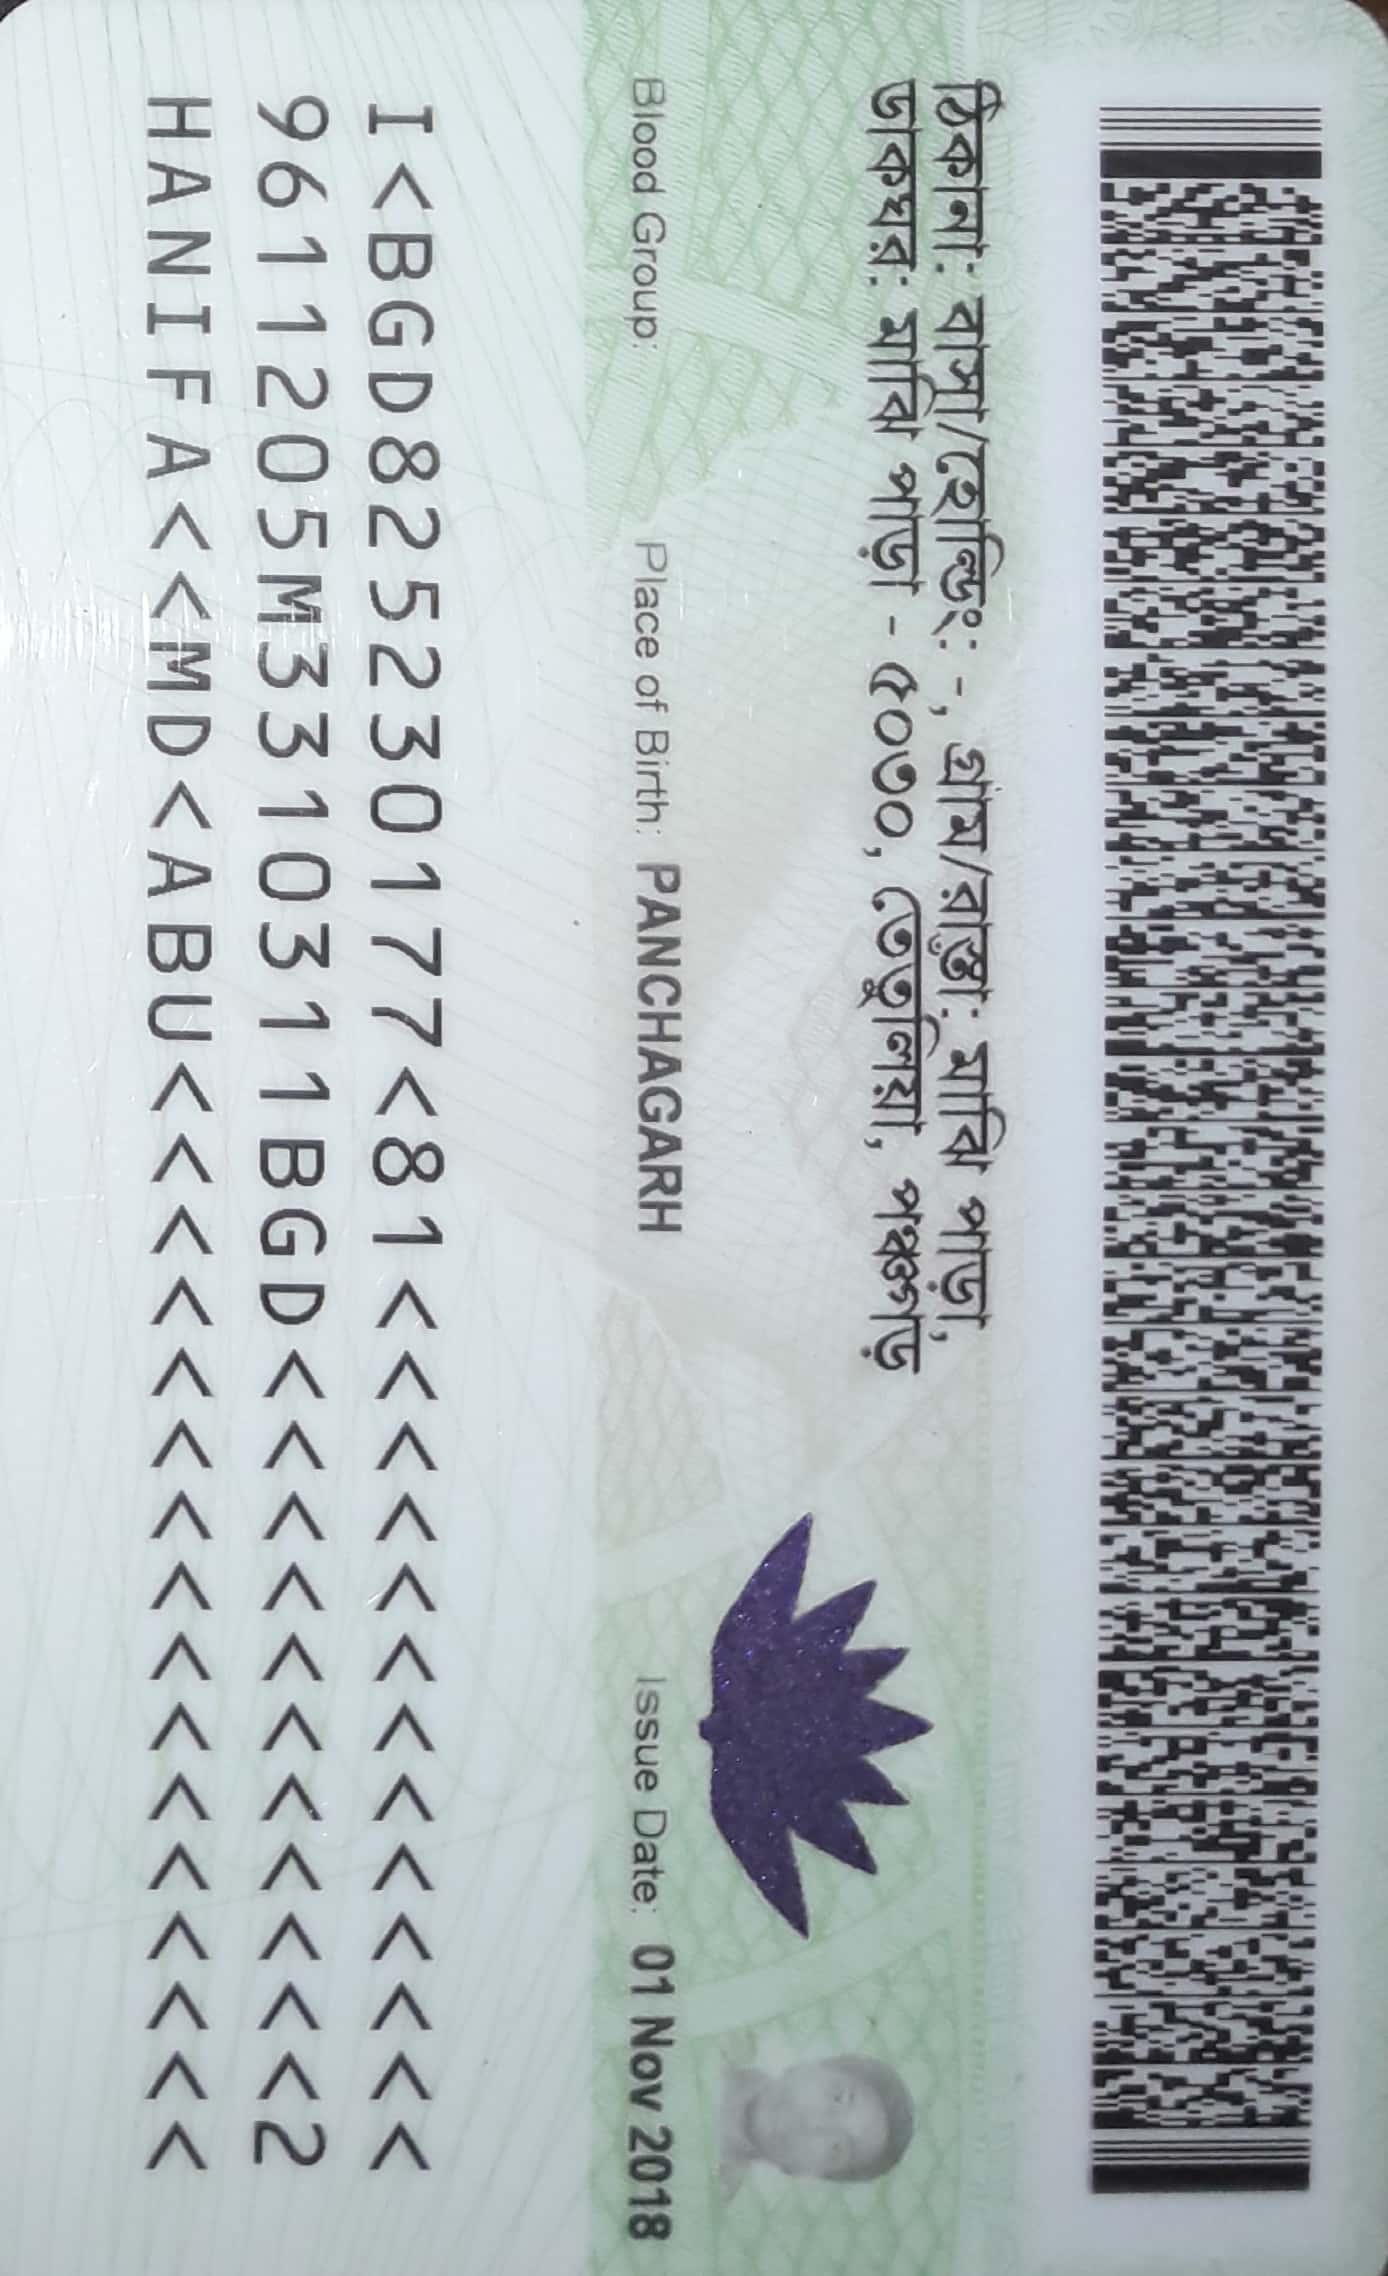 ঠিকানা: বাসা/হোল্ডিং: -, গ্রাম/রাস্তা: মাঝি পাড়া,
ডাকঘর: মাঝি পাড়া - ৫০৩০, তেতুলিয়া, পঞ্চগড়
Blood Group: Place of Birth: PANCHAGARH Issue Date: 01 Nov 2018
I<BGD8252230177<81<<<<<<<<<<<<
9611205M3310311BGD<<<<<<<<<<<2
HANIFA<<MD<ABU<<<<<<<<<<<<<<<<